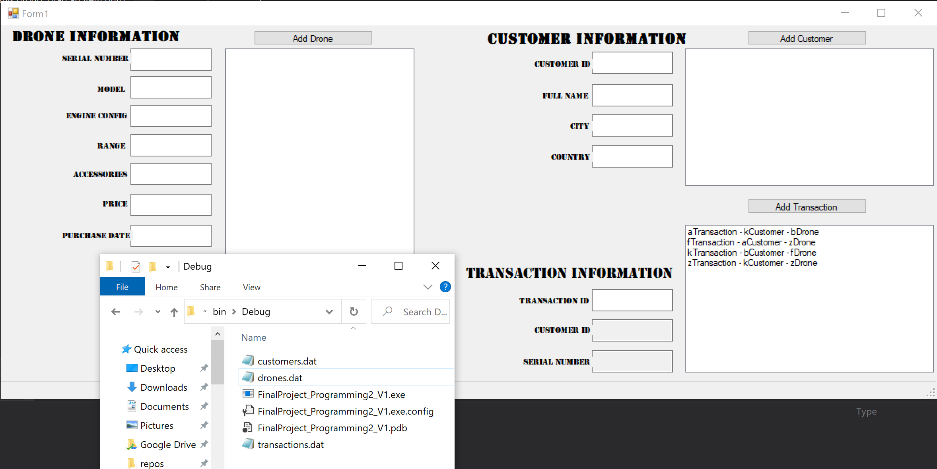 Form1
DRONE INFORMATION
Add Drone
SERIAL NUMBER
MODEL
ENGINE CONFIG
RANGE
ACCESSORIES
PRICE
PURCHASE DATE
CUSTOMER INFORMATION
Add Customer
CUSTOMER ID
FULL NAME
CITY
COUNTRY
Add Transaction
aTransaction - kCustomer - bDrone
fTransaction - aCustomer - zDrone
kTransaction - bCustomer - fDrone
zTransaction - kCustomer - zDrone
TRANSACTION INFORMATION
TRANSACTION ID
CUSTOMER ID
SERIAL NUMBER
Debug
File Home Share View
bin > Debug
Search D...
Name
Quick access
Desktop
Downloads
Documents
Pictures
Google Drive
repos
customers.dat
drones.dat
FinalProject_Programming2_V1.exe
FinalProject_Programming2_V1.exe.config
FinalProject_Programming2_V1.pdb
transactions.dat
Type